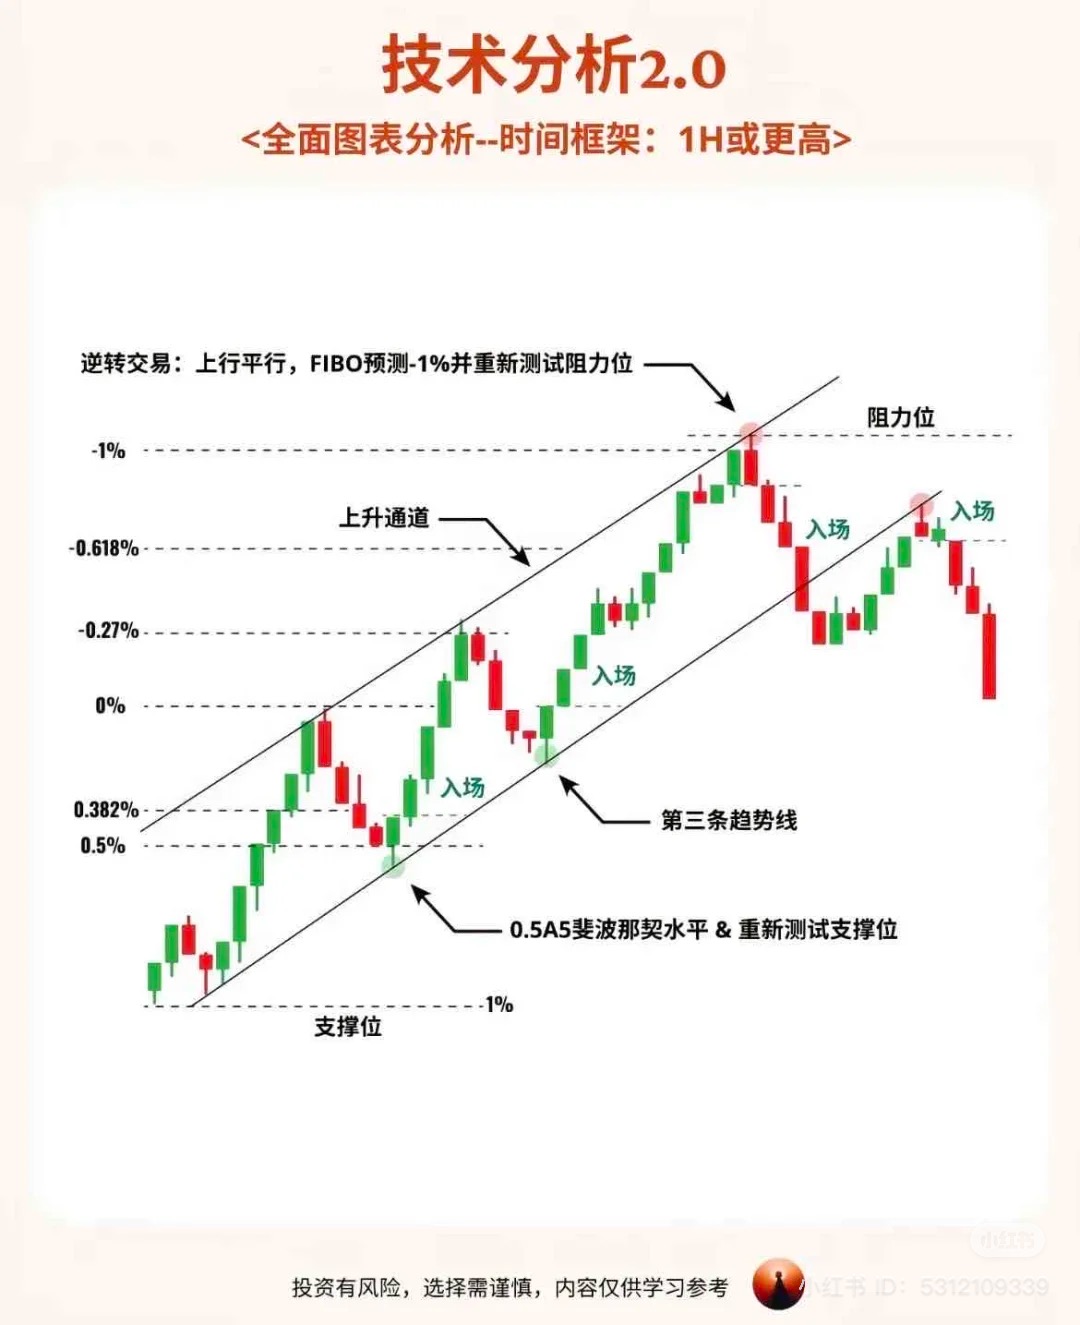 技术分析2.0
<全面图表分析--时间框架：1H或更高>
逆转交易：上行平行，FIBO预测-1%并重新测试阻力位
阻力位
-1%
上升通道
入场
入场
-0.618%
-0.27%
入场
0%
入场
0.382%
第三条趋势线
0.5%
0.5A5斐波那契水平 & 重新测试支撑位
1%
支撑位
小红书
投资有风险，选择需谨慎，内容仅供学习参考
小红书 ID：5312109339